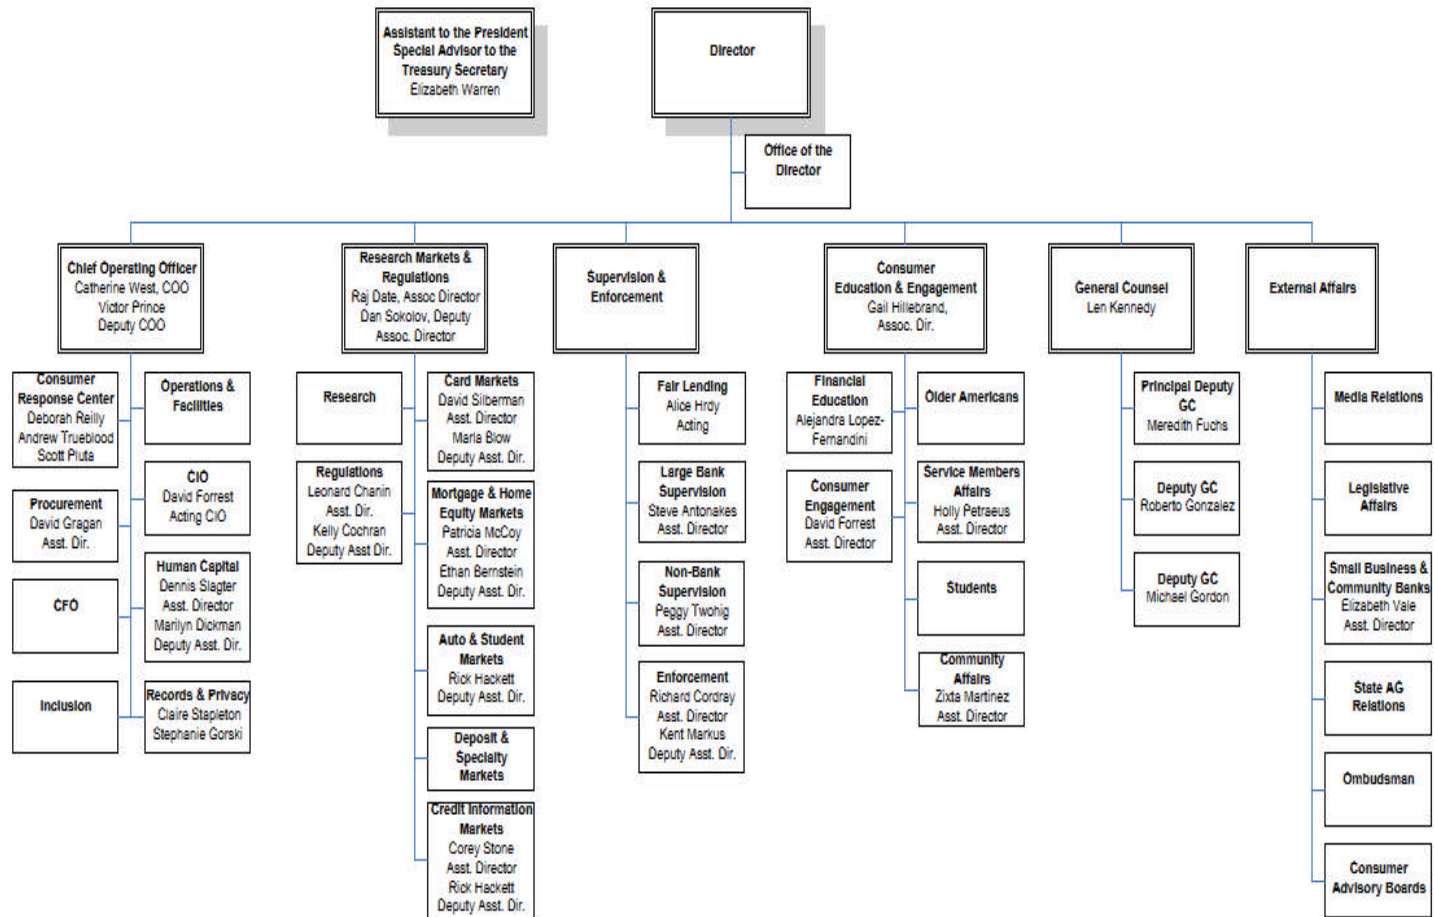 Assistant to the President
Special Advisor to the
Treasury Secretary
Elizabeth Warren
Director
Office of the
Director
Chief Operating Officer
Catherine West, COO
Victor Prince
Deputy COO
Research Markets &
Regulations
Raj Date, Assoc Director
Dan Sokolov, Deputy
Assoc. Director
Supervision &
Enforcement
Consumer
Education & Engagement
Gail Hillebrand,
Assoc. Dir.
General Counsel
Len Kennedy
External Affairs
Consumer
Response Center
Deborah Reilly
Andrew Trueblood
Scott Pluta
Operations &
Facilities
Procurement
David Gragan
Asst. Dir.
CIO
David Forrest
Acting CIO
CFO
Human Capital
Dennis Slagter
Asst. Director
Marilyn Dickman
Deputy Asst. Dir.
Inclusion
Records & Privacy
Claire Stapleton
Stephanie Gorski
Research
Card Markets
David Silberman
Asst. Director
Marla Blow
Deputy Asst. Dir.
Regulations
Leonard Chanin
Asst. Dir.
Kelly Cochran
Deputy Asst Dir.
Mortgage & Home
Equity Markets
Patricia McCoy
Asst. Director
Ethan Bernstein
Deputy Asst. Dir.
Auto & Student
Markets
Rick Hackett
Deputy Asst. Dir.
Deposit &
Specialty
Markets
Credit Information
Markets
Corey Stone
Asst. Director
Rick Hackett
Deputy Asst. Dir.
Fair Lending
Alice Hrdy
Acting
Large Bank
Supervision
Steve Antonakes
Asst. Director
Non-Bank
Supervision
Peggy Twohig
Asst. Director
Enforcement
Richard Cordray
Asst. Director
Kent Markus
Deputy Asst. Dir.
Financial
Education
Alejandra Lopez-
Fernandini
Older Americans
Consumer
Engagement
David Forrest
Asst. Director
Service Members
Affairs
Holly Petraeus
Asst. Director
Students
Community
Affairs
Zixta Martinez
Asst. Director
Principal Deputy
GC
Meredith Fuchs
Deputy GC
Roberto Gonzalez
Deputy GC
Michael Gordon
Media Relations
Legislative
Affairs
Small Business &
Community Banks
Elizabeth Vale
Asst. Director
State AG
Relations
Ombudsman
Consumer
Advisory Boards